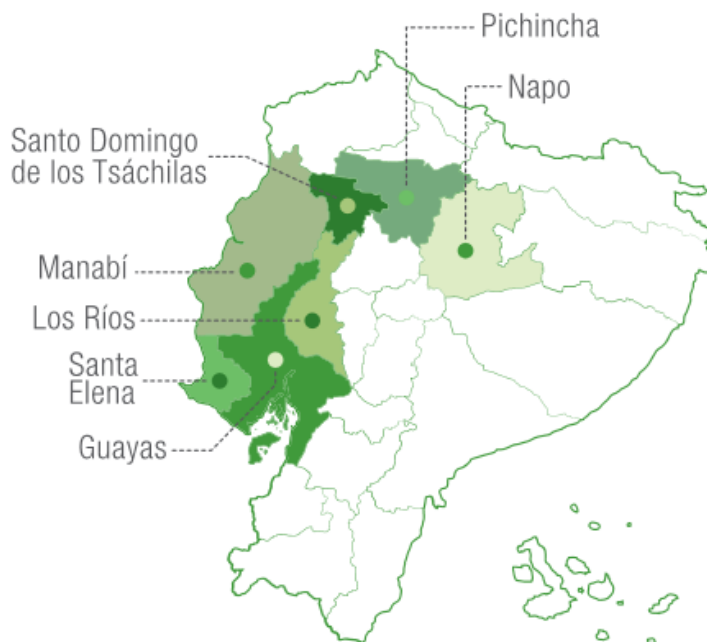 Pichincha
Napo
Santo Domingo
de los Tsáchilas
Manabí
Los Ríos
Santa
Elena
Guayas